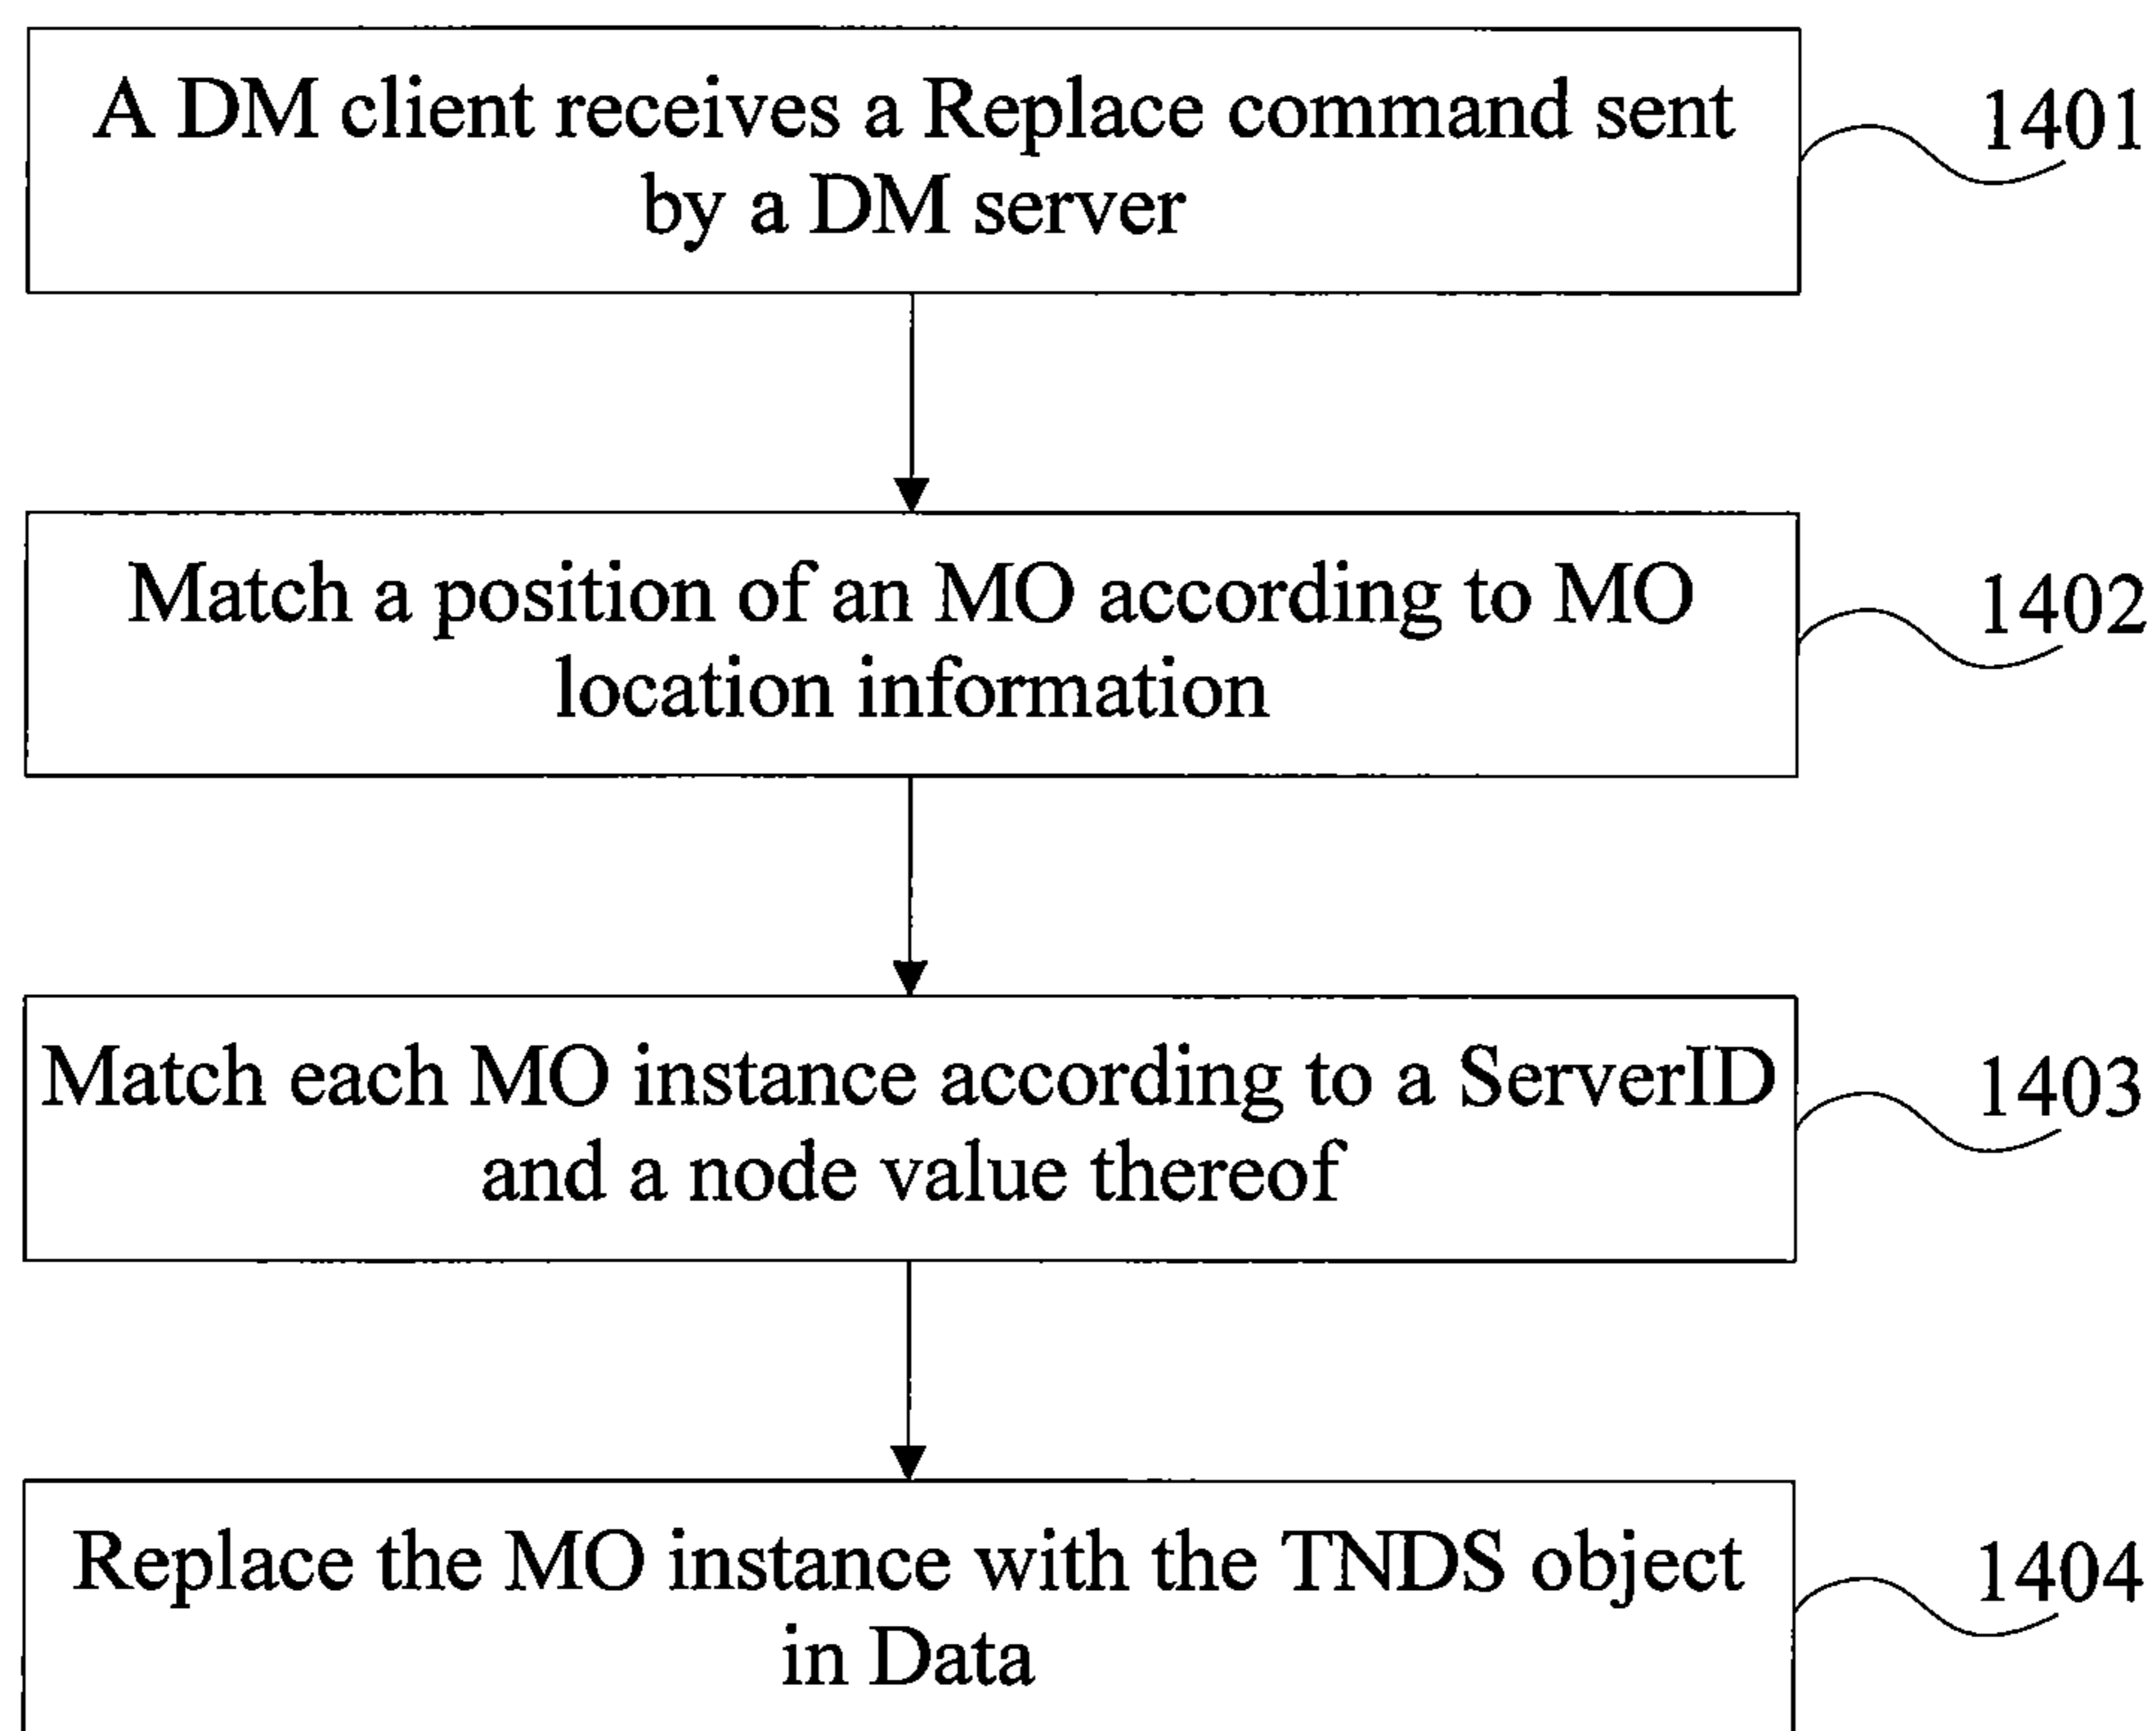 A DM client receives a Replace command sent
by a DM server
1401
Match a position of an MO according to MO
location information
1402
Match each MO instance according to a ServerID
and a node value thereof
1403
Replace the MO instance with the TNDS object
in Data
1404